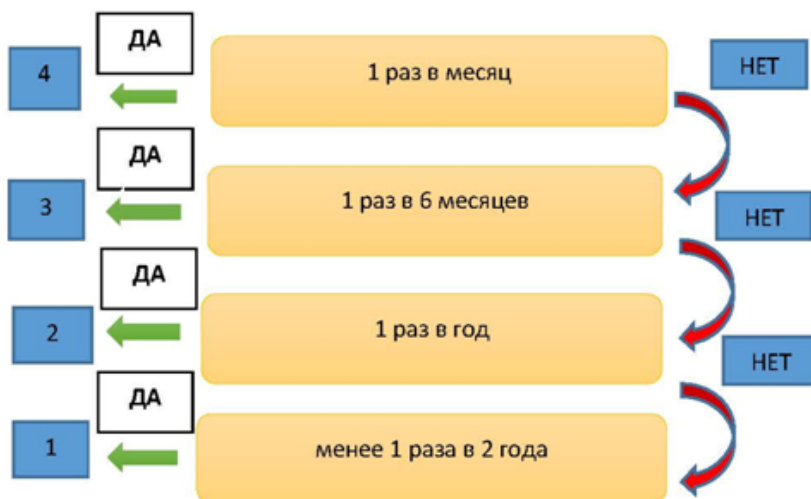 ДА
4
1 раз в месяц
НЕТ
ДА
3
1 раз в 6 месяцев
НЕТ
ДА
2
1 раз в год
НЕТ
ДА
1
менее 1 раза в 2 года